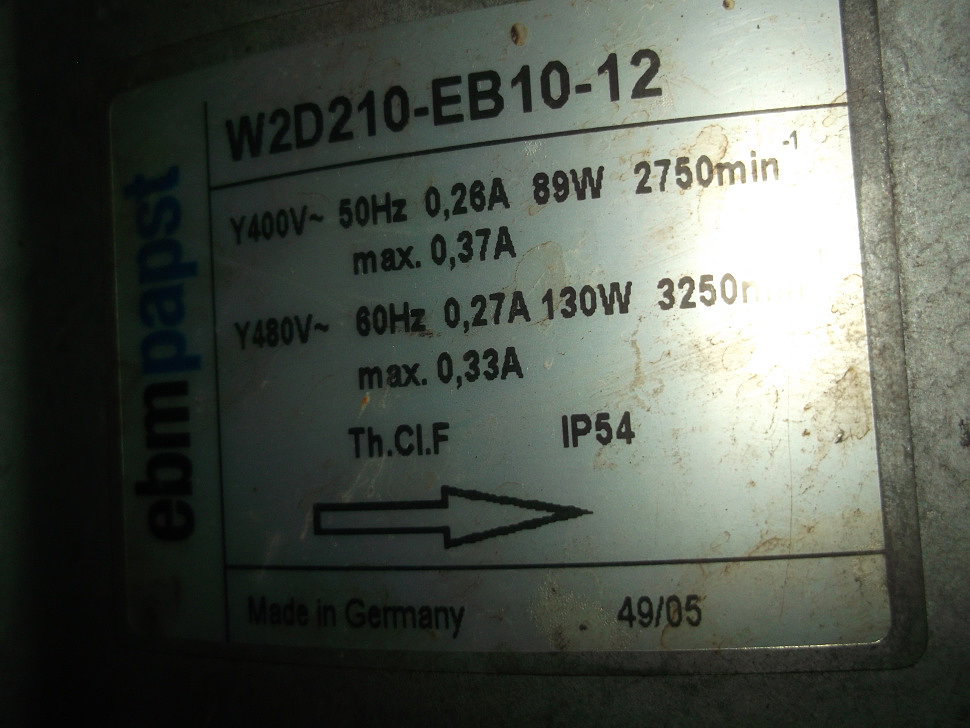 W2D210-EB10-12
ebmpapst
Y400V~ 50Hz 0,26A 89W 2750min⁻¹
max. 0,37A
Y480V~ 60Hz 0,27A 130W 3250
max. 0,33A
Th.Cl.F IP54
Made in Germany 49/05